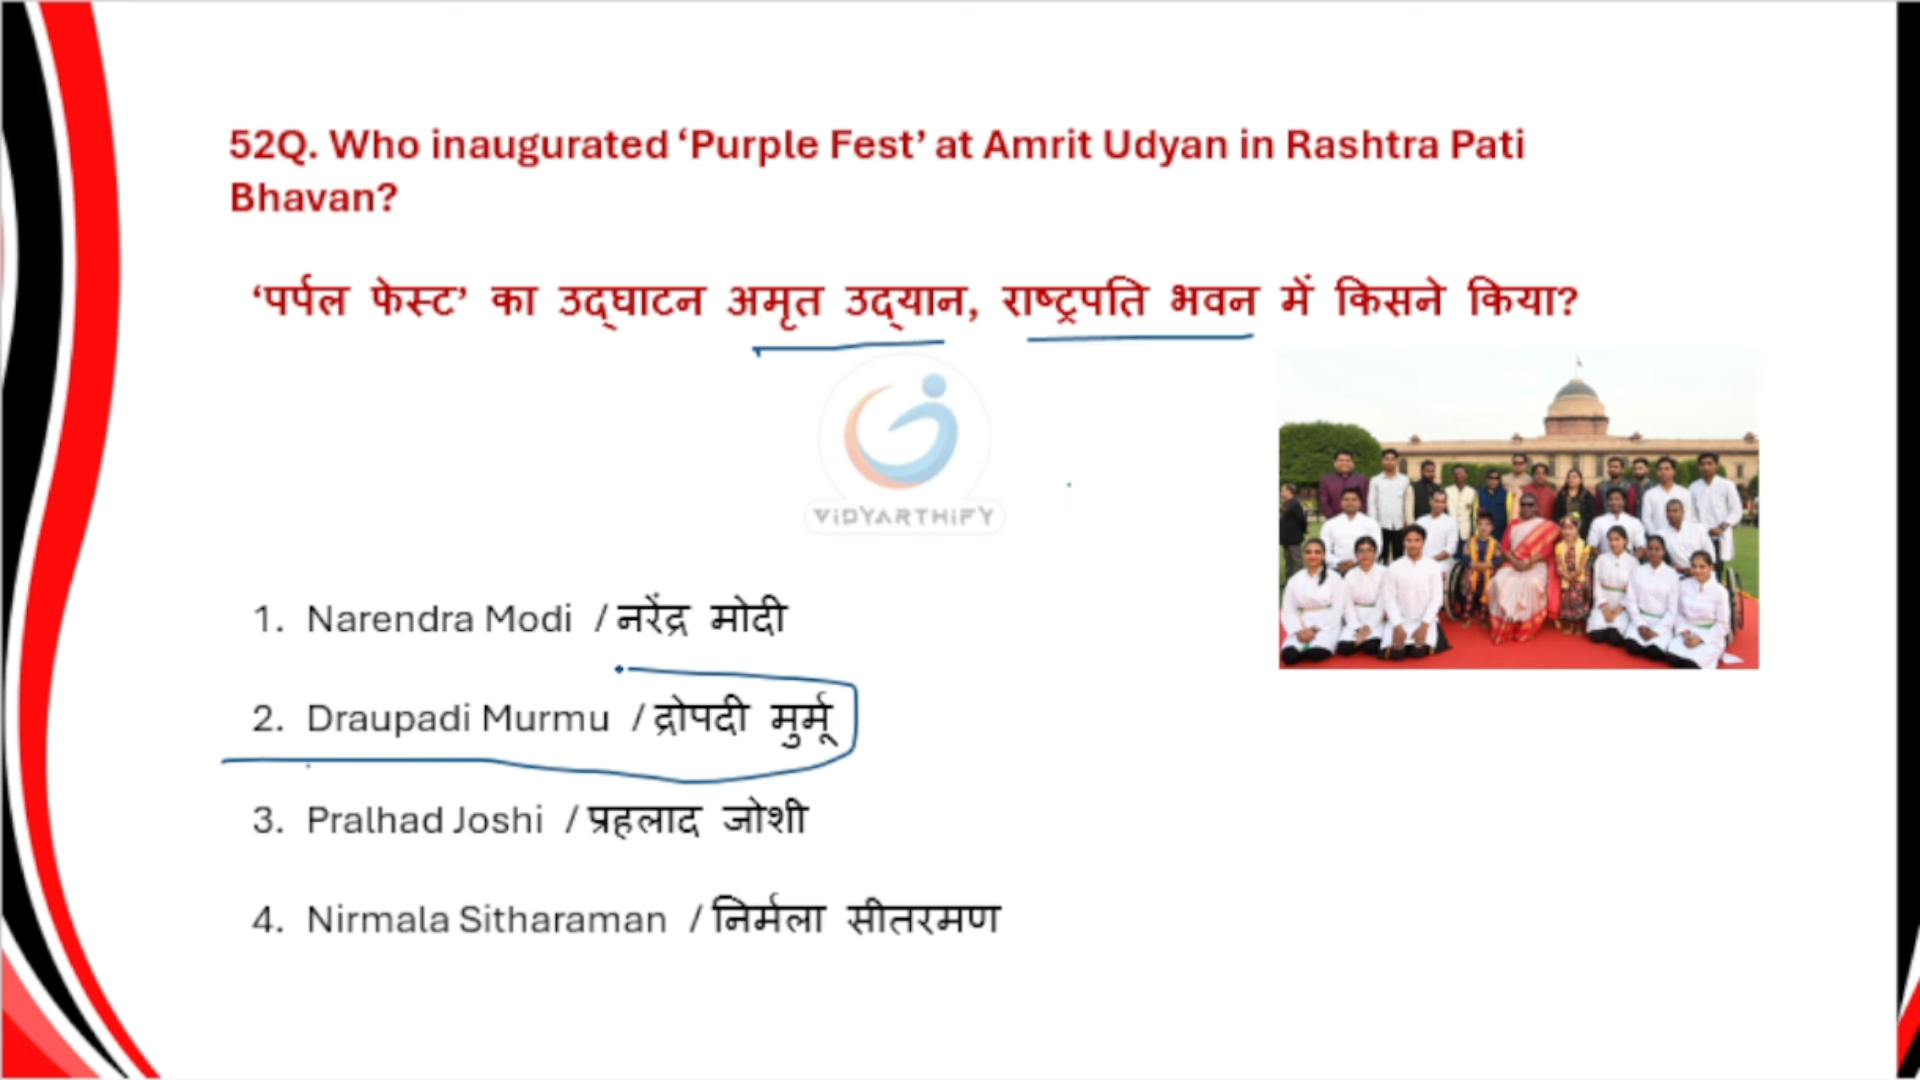 52Q. Who inaugurated ‘Purple Fest’ at Amrit Udyan in Rashtra Pati
Bhavan?
‘पर्पल फेस्ट’ का उद्घाटन अमृत उद्यान, राष्ट्रपति भवन में किसने किया?
ViDYARTHiFY
1. Narendra Modi / नरेंद्र मोदी
2. Draupadi Murmu / द्रोपदी मुर्मू
3. Pralhad Joshi / प्रहलाद जोशी
4. Nirmala Sitharaman / निर्मला सीतरमण